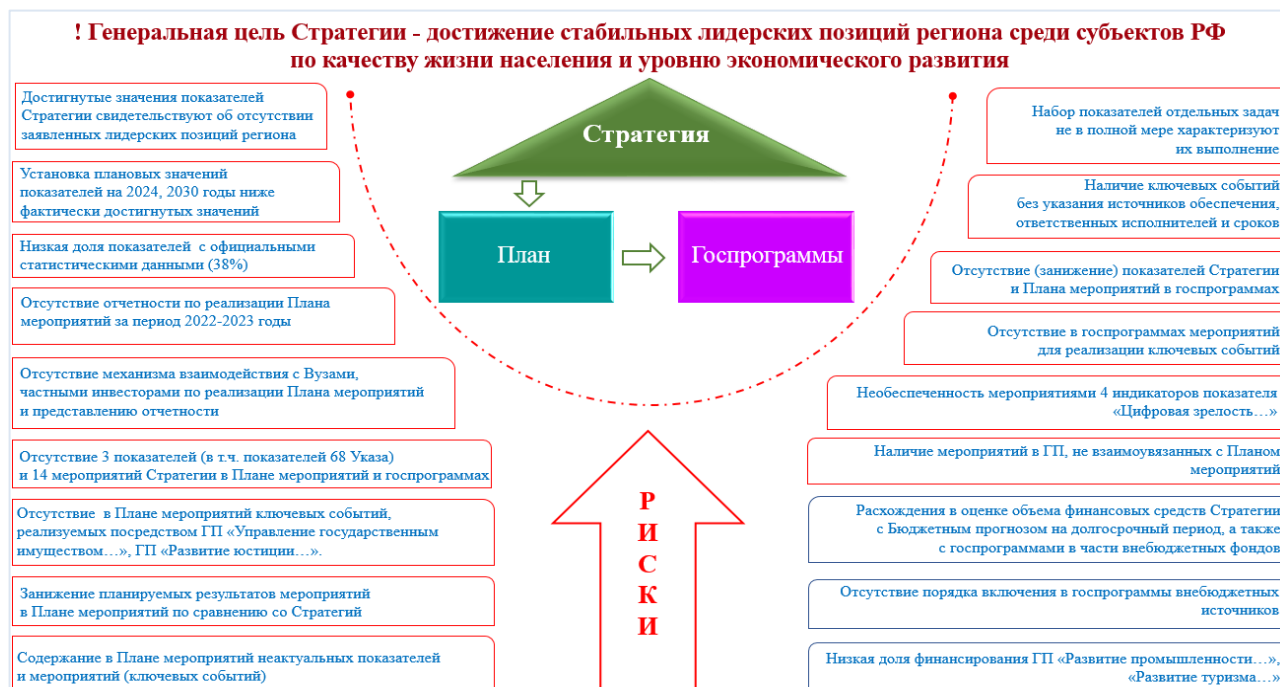 ! Генеральная цель Стратегии - достижение стабильных лидерских позиций региона среди субъектов РФ
по качеству жизни населения и уровню экономического развития
Достигнутые значения показателей
Стратегии свидетельствуют об отсутствии
заявленных лидерских позиций региона
Установка плановых значений
показателей на 2024, 2030 годы ниже
фактически достигнутых значений
Низкая доля показателей с официальными
статистическими данными (38%)
Отсутствие отчетности по реализации Плана
мероприятий за период 2022-2023 годы
Отсутствие механизма взаимодействия с Вузами,
частными инвесторами по реализации Плана мероприятий
и представлению отчетности
Отсутствие 3 показателей (в т.ч. показателей 68 Указа)
и 14 мероприятий Стратегии в Плане мероприятий и госпрограммах
Отсутствие в Плане мероприятий ключевых событий,
реализуемых посредством ГП «Управление государственным
имуществом…», ГП «Развитие юстиции…».
Занижение планируемых результатов мероприятий
в Плане мероприятий по сравнению со Стратегий
Содержание в Плане мероприятий неактуальных показателей
и мероприятий (ключевых событий)
Стратегия
План
Госпрограммы
Р
И
С
К
И
Набор показателей отдельных задач
не в полной мере характеризуют
их выполнение
Наличие ключевых событий
без указания источников обеспечения,
ответственных исполнителей и сроков
Отсутствие (занижение) показателей Стратегии
и Плана мероприятий в госпрограммах
Отсутствие в госпрограммах мероприятий
для реализации ключевых событий
Необеспеченность мероприятиями 4 индикаторов показателя
«Цифровая зрелость…»
Наличие мероприятий в ГП, не взаимоувязанных с Планом
мероприятий
Расхождения в оценке объема финансовых средств Стратегии
с Бюджетным прогнозом на долгосрочный период, а также
с госпрограммами в части внебюджетных фондов
Отсутствие порядка включения в госпрограммы внебюджетных
источников
Низкая доля финансирования ГП «Развитие промышленности…»,
«Развитие туризма…»